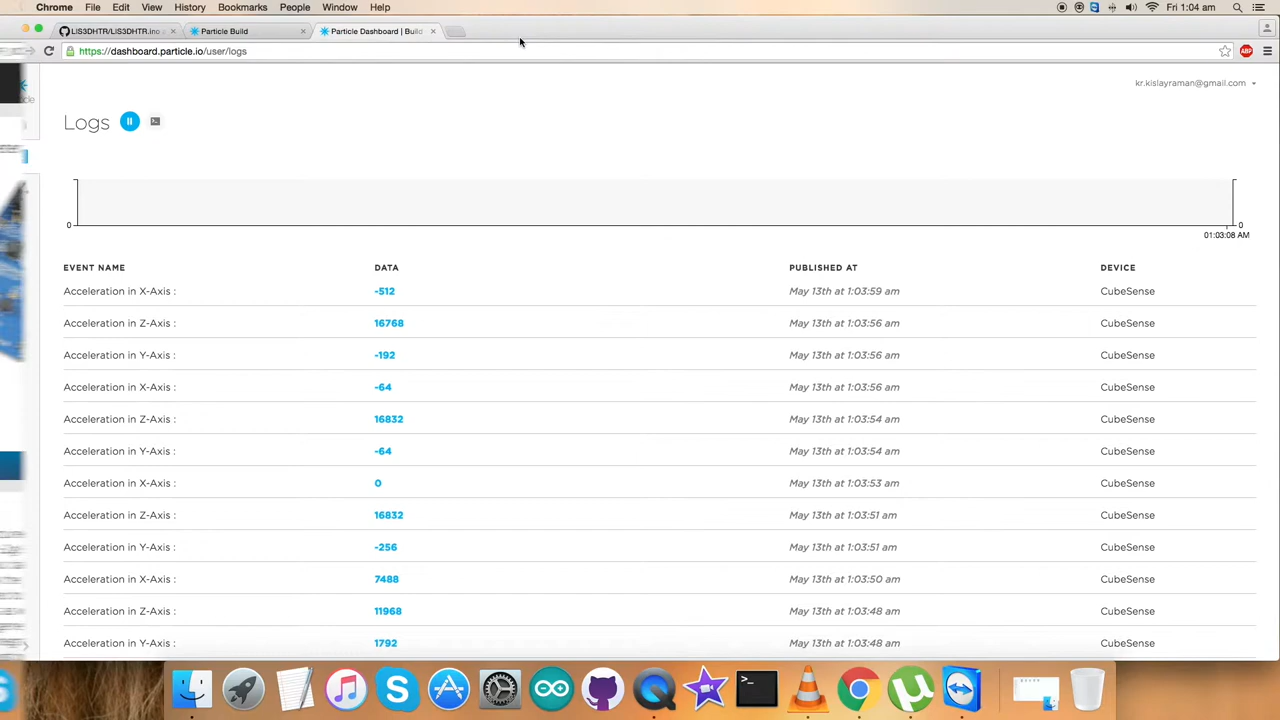 Chrome File Edit View History Bookmarks People Window Help Fri 1:04 am
LIS3DHTR/LIS3DHTR.ino a × Particle Build × Particle Dashboard | Build ×
https://dashboard.particle.io/user/logs ABP
kr.kislayraman@gmail.com
Logs
0 0
01:03:08 AM
EVENT NAME DATA PUBLISHED AT DEVICE
Acceleration in X-Axis : -512 May 13th at 1:03:59 am CubeSense
Acceleration in Z-Axis : 16768 May 13th at 1:03:56 am CubeSense
Acceleration in Y-Axis : -192 May 13th at 1:03:56 am CubeSense
Acceleration in X-Axis : -64 May 13th at 1:03:56 am CubeSense
Acceleration in Z-Axis : 16832 May 13th at 1:03:54 am CubeSense
Acceleration in Y-Axis : -64 May 13th at 1:03:54 am CubeSense
Acceleration in X-Axis : 0 May 13th at 1:03:53 am CubeSense
Acceleration in Z-Axis : 16832 May 13th at 1:03:51 am CubeSense
Acceleration in Y-Axis : -256 May 13th at 1:03:51 am CubeSense
Acceleration in X-Axis : 7488 May 13th at 1:03:50 am CubeSense
Acceleration in Z-Axis : 11968 May 13th at 1:03:48 am CubeSense
Acceleration in Y-Axis : 1792 May 13th at 1:03:48 am CubeSense